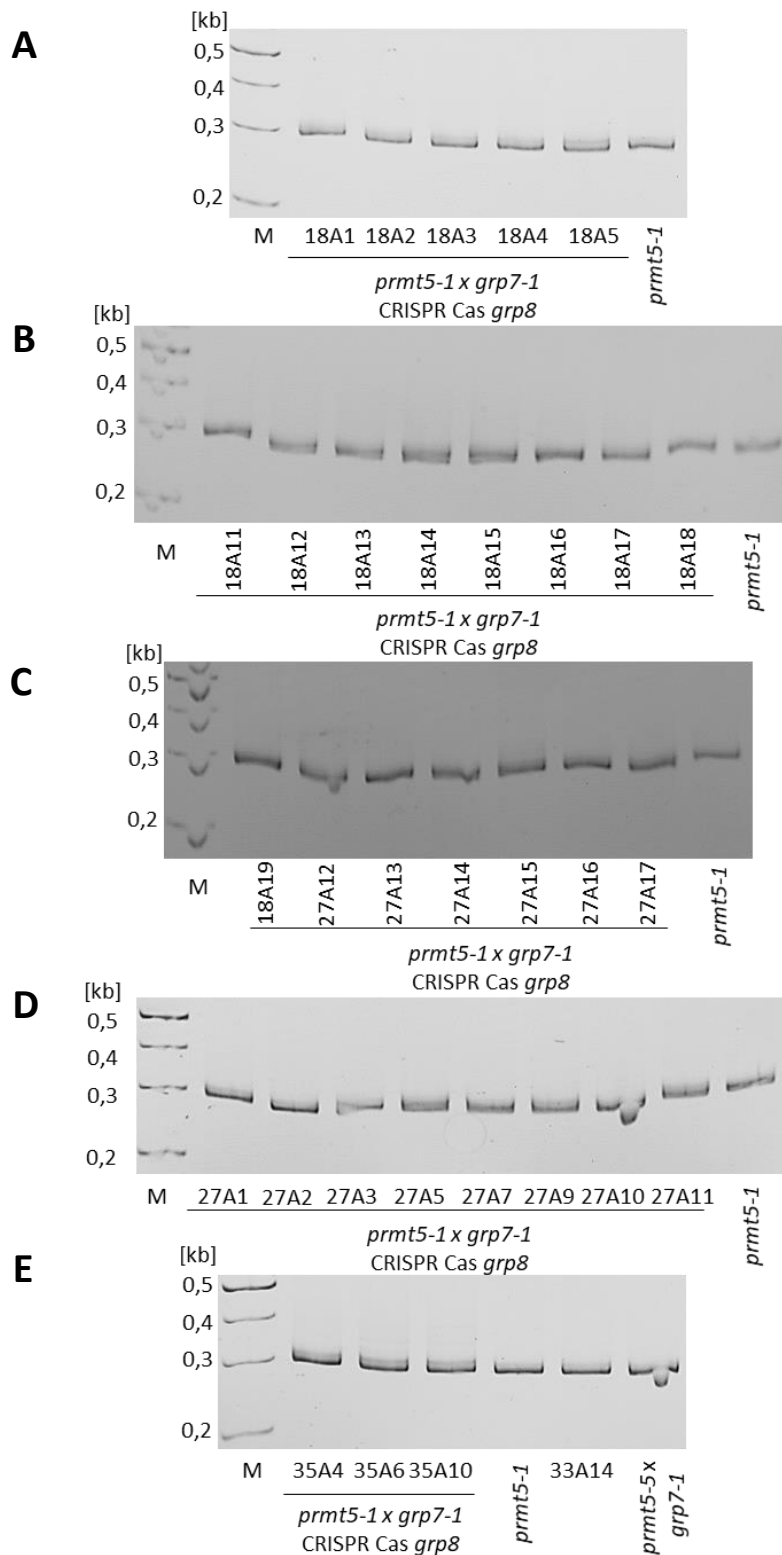 A
[kb]
0,5
0,4
0,3
0,2
M 18A1 18A2 18A3 18A4 18A5 prmt5-1
prmt5-1 x grp7-1
CRISPR Cas grp8
B
[kb]
0,5
0,4
0,3
0,2
M 18A11 18A12 18A13 18A14 18A15 18A16 18A17 18A18 prmt5-1
prmt5-1 x grp7-1
CRISPR Cas grp8
C
[kb]
0,5
0,4
0,3
0,2
M 18A19 27A12 27A13 27A14 27A15 27A16 27A17 prmt5-1
prmt5-1 x grp7-1
CRISPR Cas grp8
D
[kb]
0,5
0,4
0,3
0,2
M 27A1 27A2 27A3 27A5 27A7 27A9 27A10 27A11 prmt5-1
prmt5-1 x grp7-1
CRISPR Cas grp8
E
[kb]
0,5
0,4
0,3
0,2
M 35A4 35A6 35A10 prmt5-1 33A14 prmt5-5 x
grp7-1
prmt5-1 x grp7-1
CRISPR Cas grp8